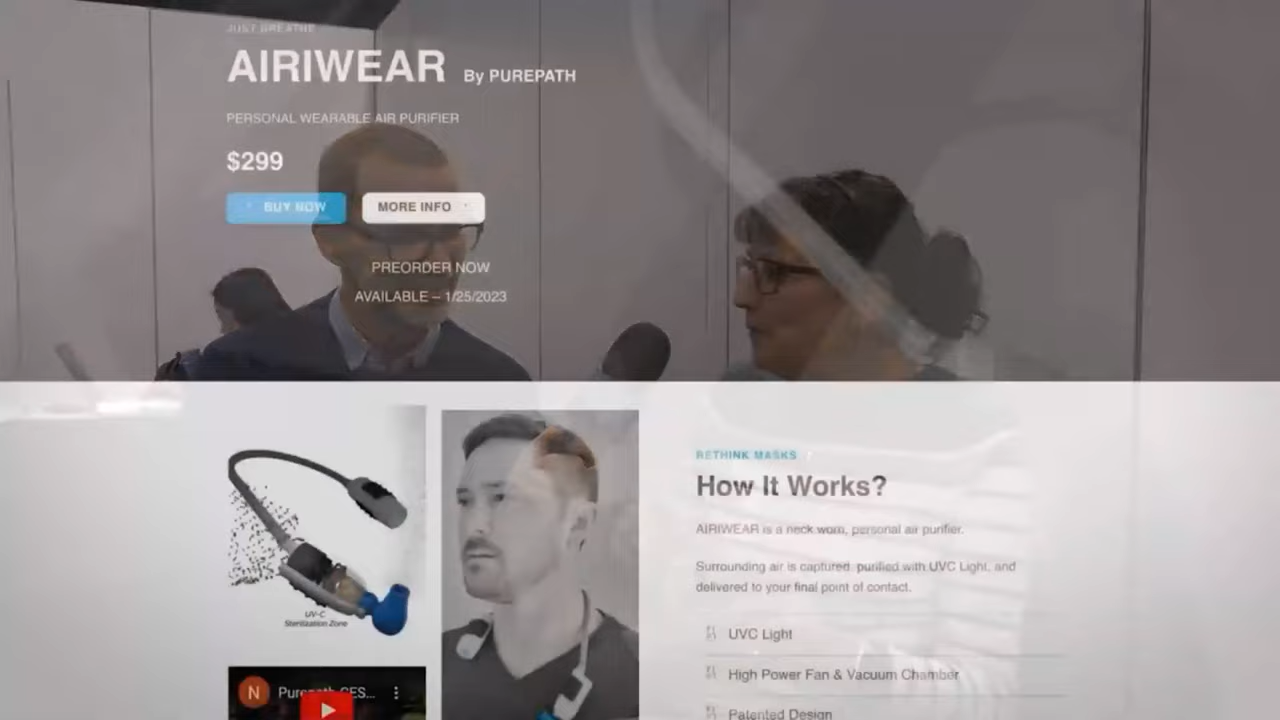 JUST BREATHE
AIRIWEAR By PUREPATH
PERSONAL WEARABLE AIR PURIFIER
$299
BUY NOW
MORE INFO
PREORDER NOW
AVAILABLE – 1/25/2023
UV-C
Sterilization Zone
N Purepath CES...
RETHINK MASKS
How It Works?
AIRIWEAR is a neck worn, personal air purifier.
Surrounding air is captured, purified with UVC Light, and
delivered to your final point of contact.
UVC Light
High Power Fan & Vacuum Chamber
Patented Design